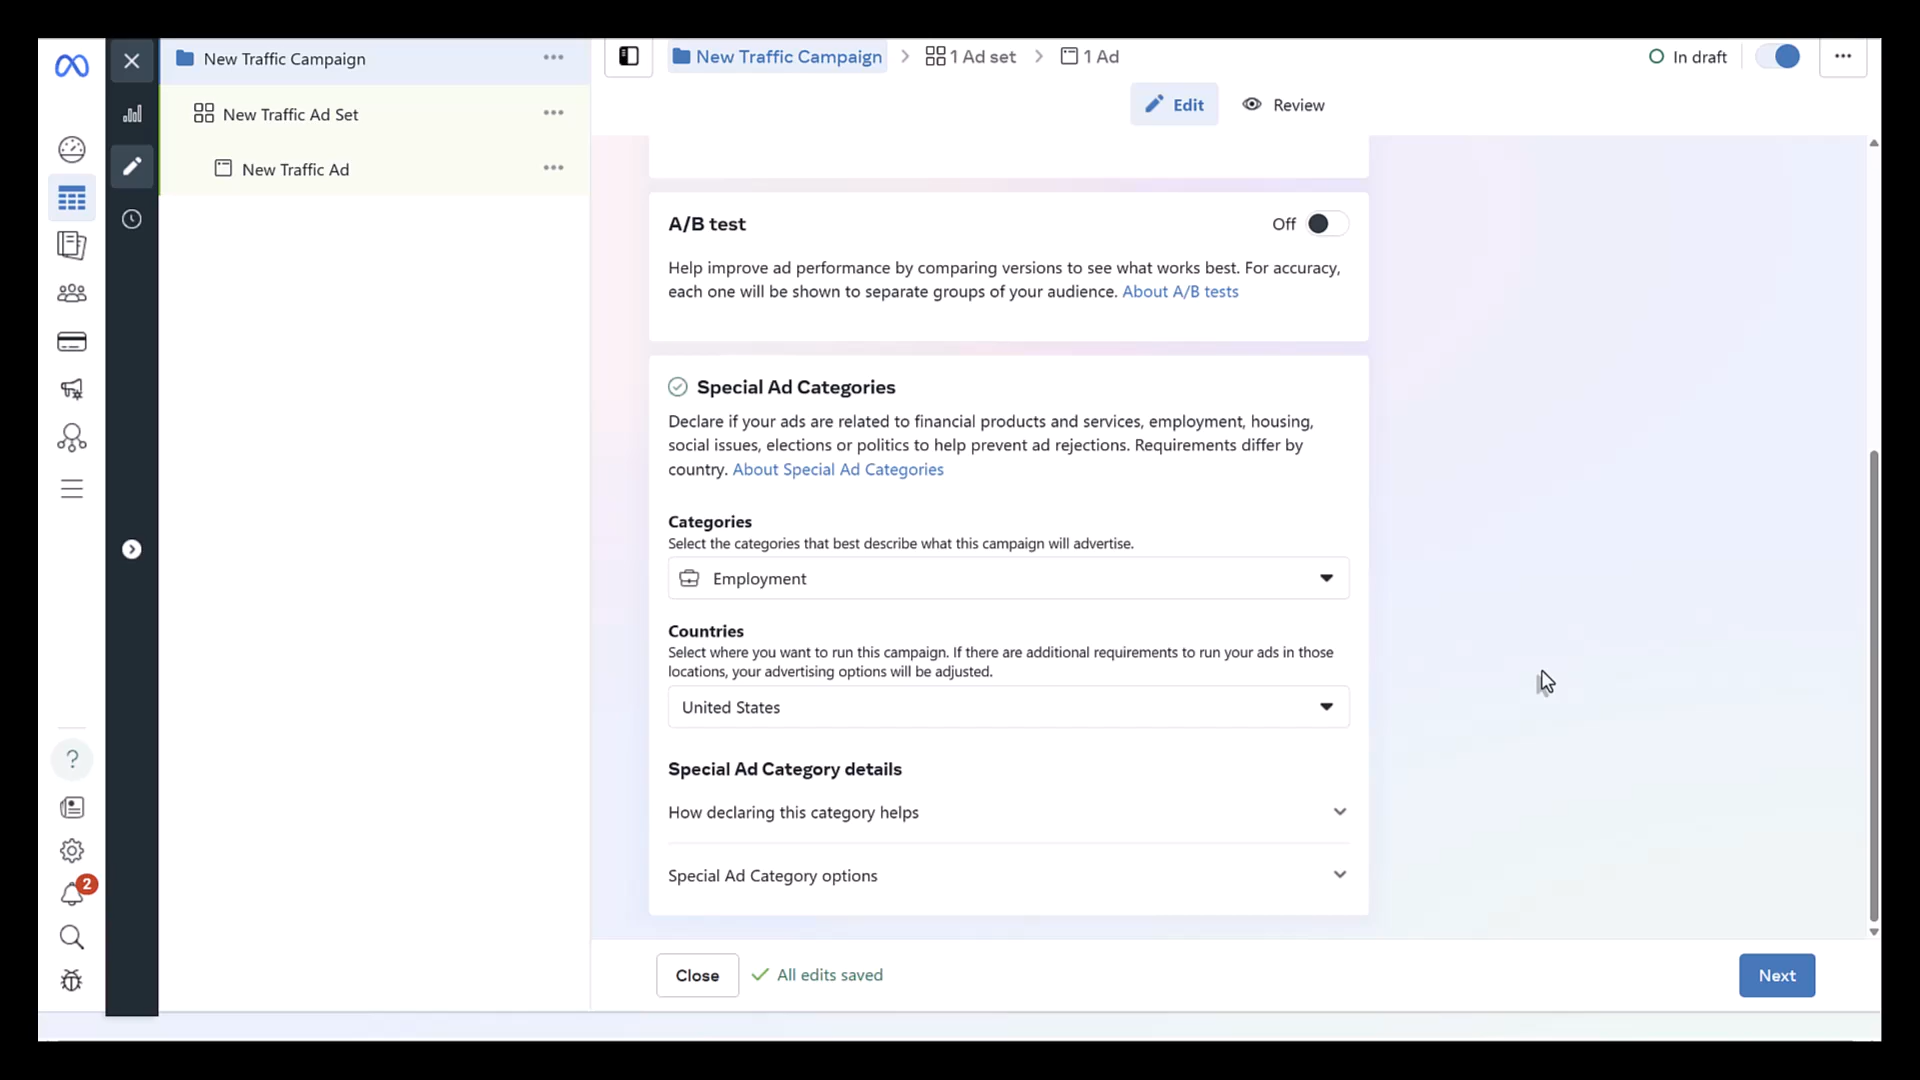 New Traffic Campaign
New Traffic Ad Set
New Traffic Ad
New Traffic Campaign
1 Ad set
1 Ad
In draft
Edit
Review
A/B test
Off
Help improve ad performance by comparing versions to see what works best. For accuracy,
each one will be shown to separate groups of your audience. About A/B tests
Special Ad Categories
Declare if your ads are related to financial products and services, employment, housing,
social issues, elections or politics to help prevent ad rejections. Requirements differ by
country. About Special Ad Categories
Categories
Select the categories that best describe what this campaign will advertise.
Employment
Countries
Select where you want to run this campaign. If there are additional requirements to run your ads in those
locations, your advertising options will be adjusted.
United States
Special Ad Category details
How declaring this category helps
Special Ad Category options
2
Close
All edits saved
Next